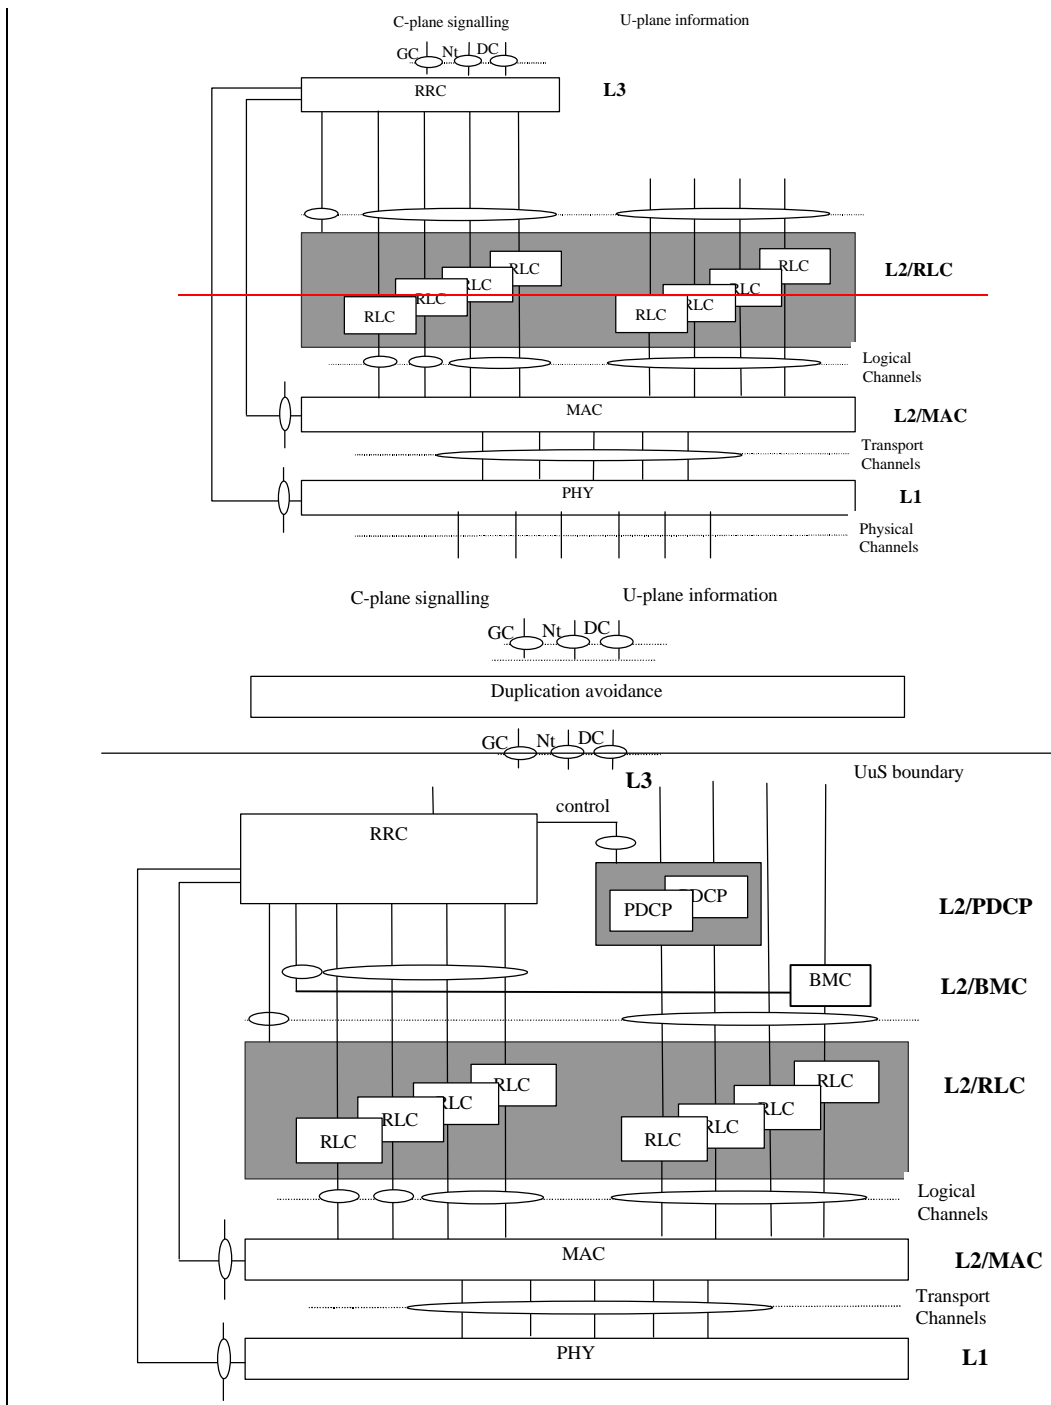 C-plane signalling U-plane information
GC Nt DC
RRC L3
RLC L2/RLC
RLC
RLC
RLC
RLC
RLC
RLC
RLC
Logical
Channels
MAC L2/MAC
Transport
Channels
PHY L1
Physical
Channels
C-plane signalling U-plane information
GC Nt DC
Duplication avoidance
GC Nt DC
UuS boundary
L3
control
RRC
PDCP
PDCP L2/PDCP
BMC L2/BMC
RLC
RLC L2/RLC
RLC
RLC
RLC
RLC
RLC
RLC
Logical
Channels
MAC L2/MAC
Transport
Channels
PHY L1